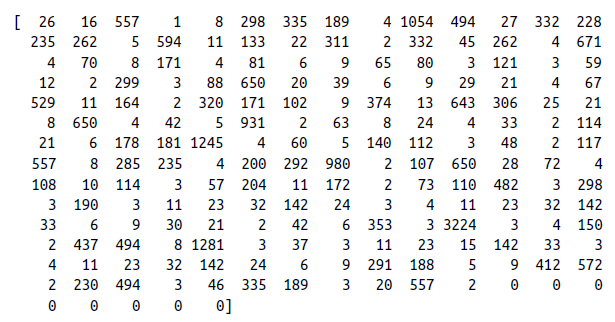 [ 26 16 557 1 8 298 335 189 4 1054 494 27 332 228
235 262 5 594 11 133 22 311 2 332 45 262 4 671
4 70 8 171 4 81 6 9 65 80 3 121 3 59
12 2 299 3 88 650 20 39 6 9 29 21 4 67
529 11 164 2 320 171 102 9 374 13 643 306 25 21
8 650 4 42 5 931 2 63 8 24 4 33 2 114
21 6 178 181 1245 4 60 5 140 112 3 48 2 117
557 8 285 235 4 200 292 980 2 107 650 28 72 4
108 10 114 3 57 204 11 172 2 73 110 482 3 298
3 190 3 11 23 32 142 24 3 4 11 23 32 142
33 6 9 30 21 2 42 6 353 3 3224 3 4 150
2 437 494 8 1281 3 37 3 11 23 15 142 33 3
4 11 23 32 142 24 6 9 291 188 5 9 412 572
2 230 494 3 46 335 189 3 20 557 2 0 0 0
0 0 0 0 0]